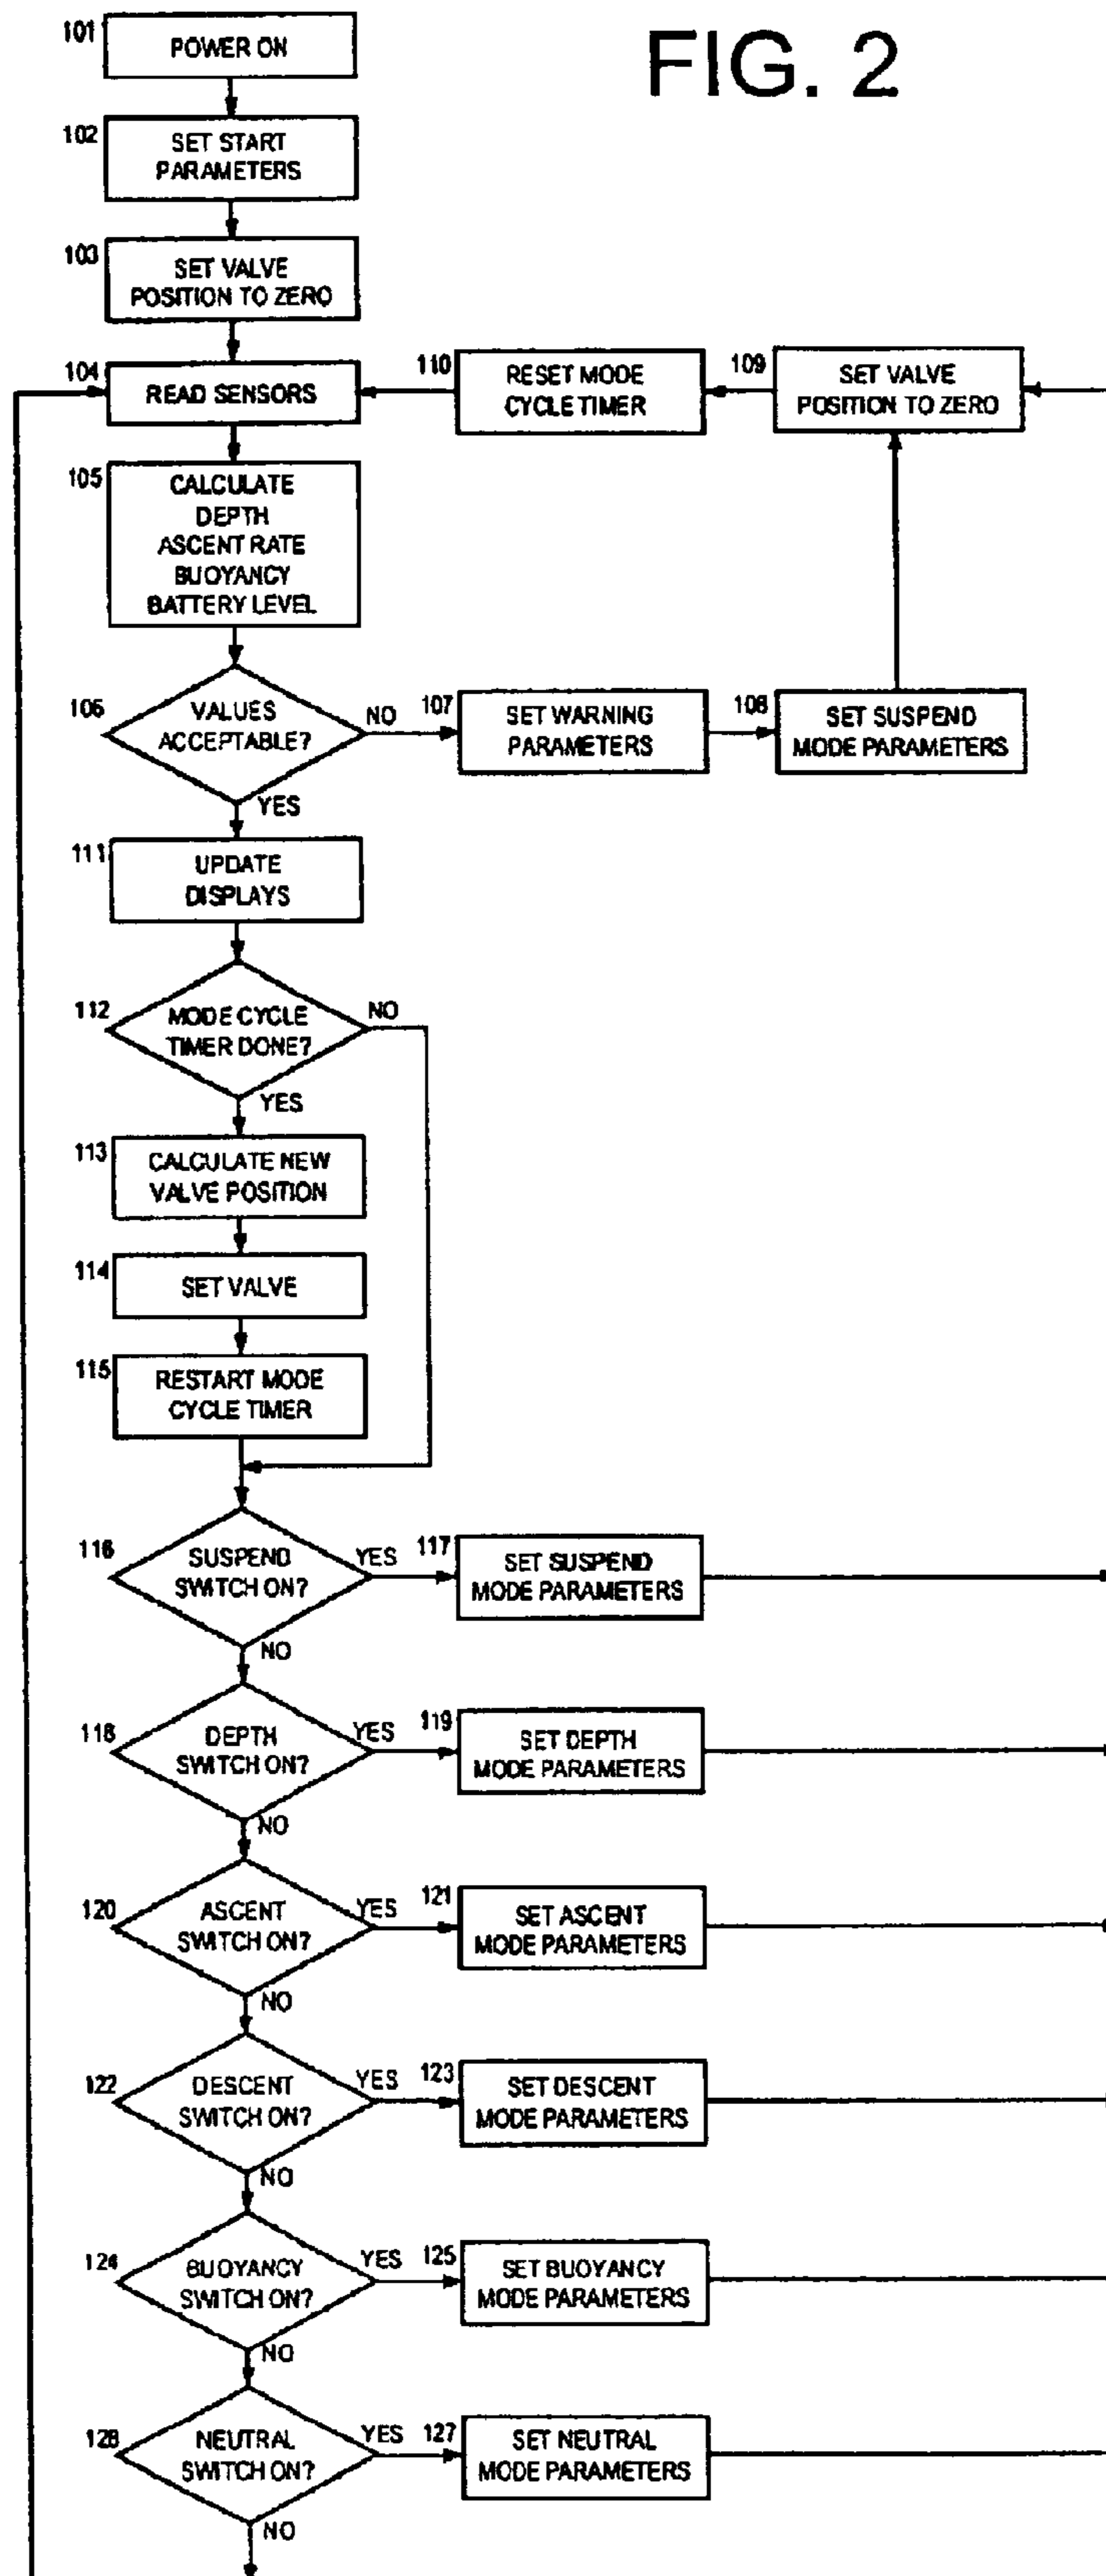 FIG. 2
101
POWER ON
102
SET START
PARAMETERS
103
SET VALVE
POSITION TO ZERO
104
READ SENSORS
110
RESET MODE
CYCLE TIMER
109
SET VALVE
POSITION TO ZERO
105
CALCULATE
DEPTH
ASCENT RATE
BUOYANCY
BATTERY LEVEL
106
VALUES
ACCEPTABLE?
NO
107
SET WARNING
PARAMETERS
108
SET SUSPEND
MODE PARAMETERS
YES
111
UPDATE
DISPLAYS
112
MODE CYCLE
TIMER DONE?
NO
YES
113
CALCULATE NEW
VALVE POSITION
114
SET VALVE
115
RESTART MODE
CYCLE TIMER
116
SUSPEND
SWITCH ON?
YES
117
SET SUSPEND
MODE PARAMETERS
NO
118
DEPTH
SWITCH ON?
YES
119
SET DEPTH
MODE PARAMETERS
NO
120
ASCENT
SWITCH ON?
YES
121
SET ASCENT
MODE PARAMETERS
NO
122
DESCENT
SWITCH ON?
YES
123
SET DESCENT
MODE PARAMETERS
NO
124
BUOYANCY
SWITCH ON?
YES
125
SET BUOYANCY
MODE PARAMETERS
NO
126
NEUTRAL
SWITCH ON?
YES
127
SET NEUTRAL
MODE PARAMETERS
NO